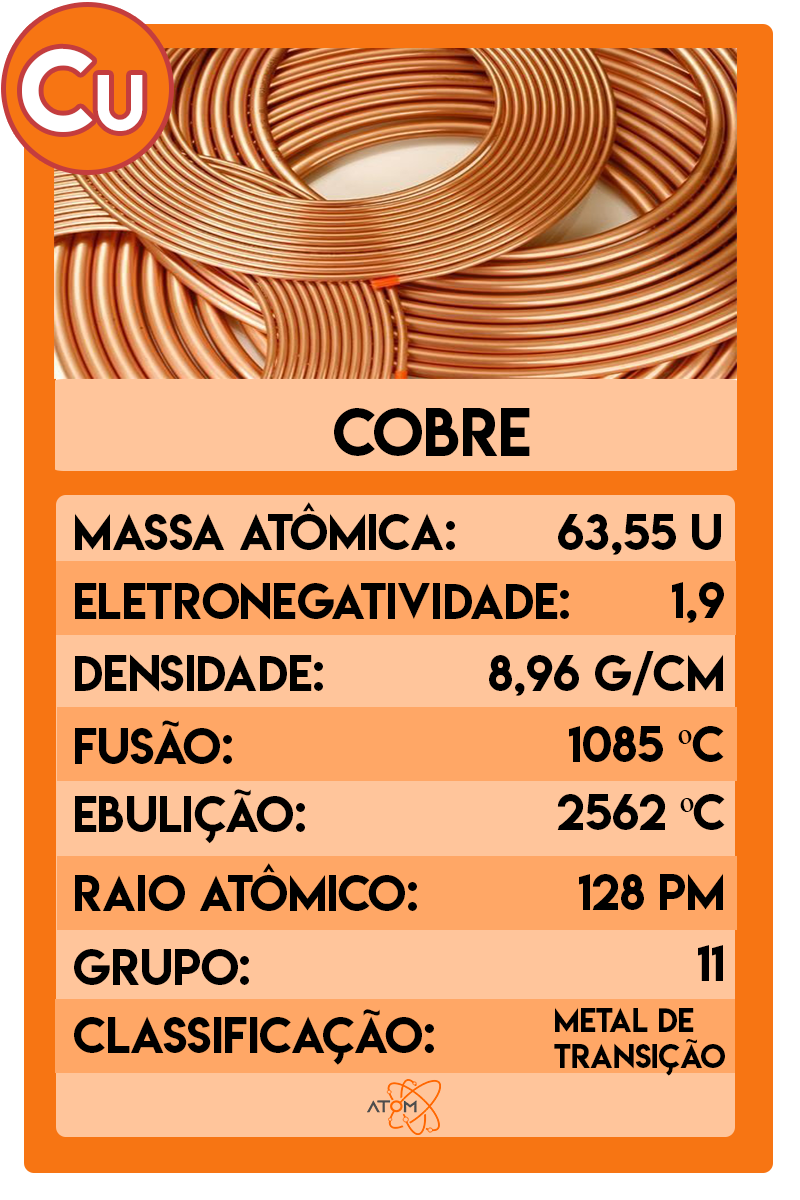 Cu
COBRE
MASSA ATÔMICA: 63,55 U
ELETRONEGATIVIDADE: 1,9
DENSIDADE: 8,96 G/CM
FUSÃO: 1085 ºC
EBULIÇÃO: 2562 ºC
RAIO ATÔMICO: 128 PM
GRUPO: 11
CLASSIFICAÇÃO: METAL DE
TRANSIÇÃO
ATOM